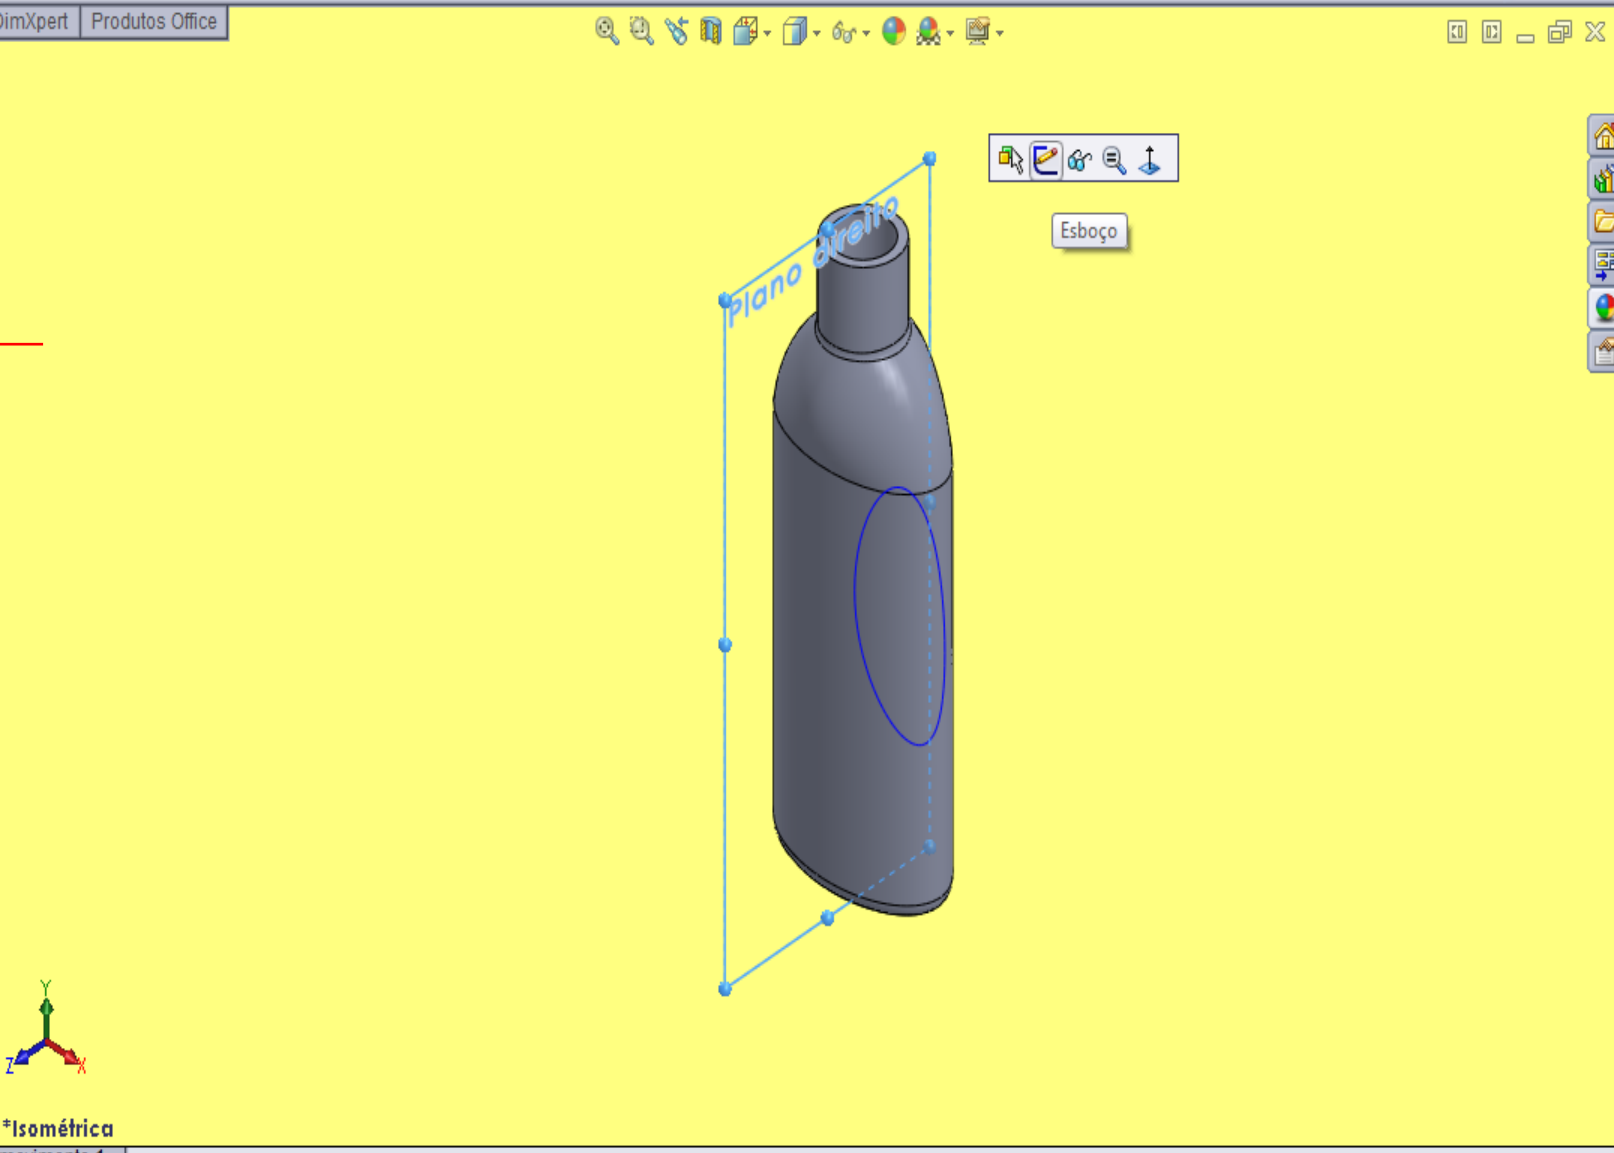 DimXpert
Produtos Office
Plano direito
Esboço
Y
Z
X
*Isométrica